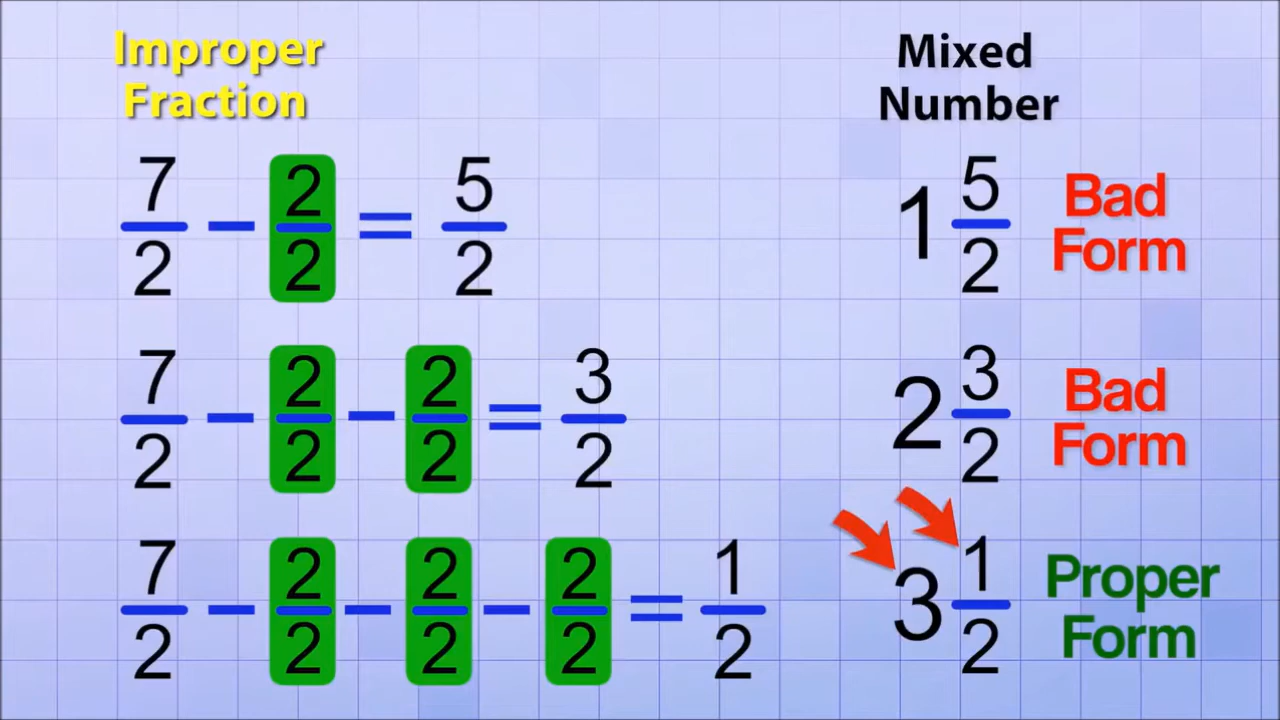 Improper
Fraction
Mixed
Number
7/2 − 2/2 = 5/2
1 5/2
Bad
Form
7/2 − 2/2 − 2/2 = 3/2
2 3/2
Bad
Form
7/2 − 2/2 − 2/2 − 2/2 = 1/2
3 1/2
Proper
Form